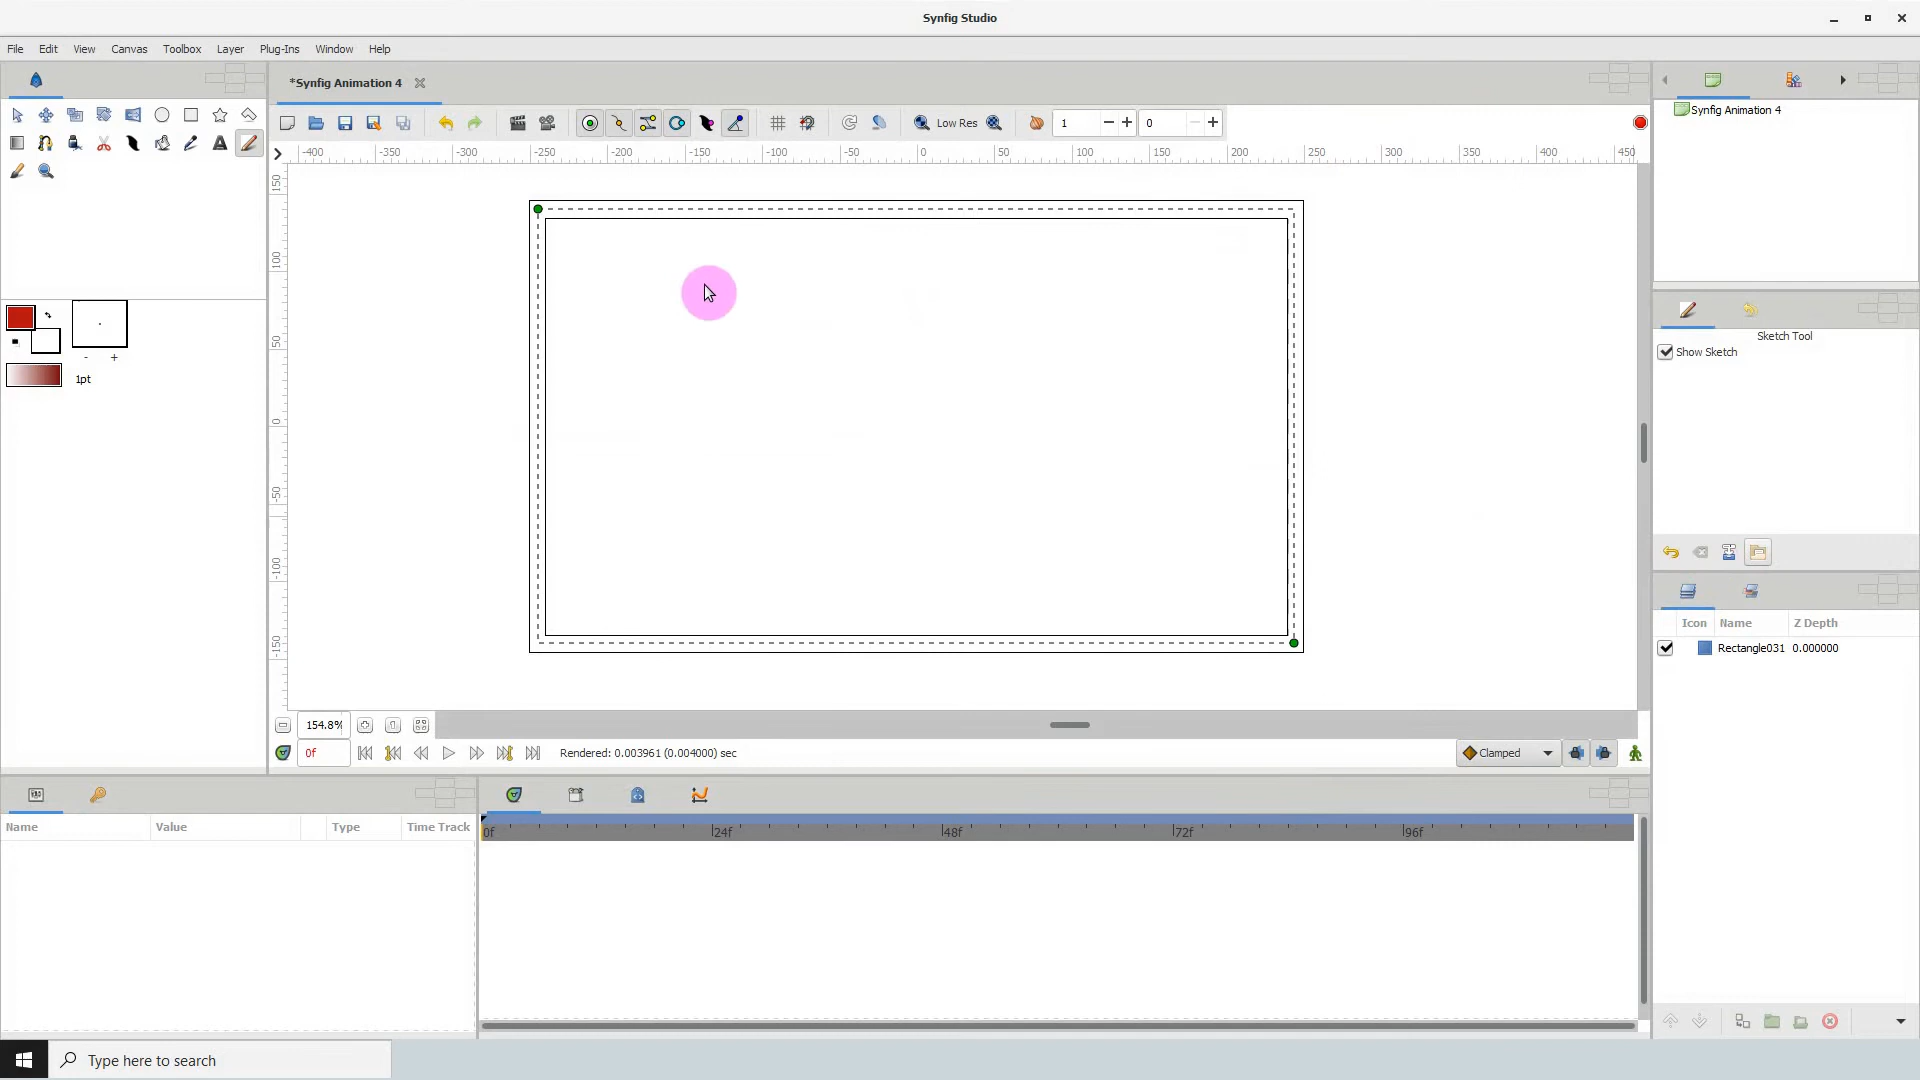 Synfig Studio
File Edit View Canvas Toolbox Layer Plug-Ins Window Help
*Synfig Animation 4
Low Res 1 0
-400 -350 -300 -250 -200 -150 -100 -50 0 50 100 150 200 250 300 350 400 450
150
100
50
0
-50
-100
-150
1pt
Synfig Animation 4
Sketch Tool
Show Sketch
Icon Name Z Depth
Rectangle031 0.000000
154.8%
0f
Rendered: 0.003961 (0.004000) sec
Clamped
Name Value Type Time Track
0f 24f 48f 72f 96f
Type here to search